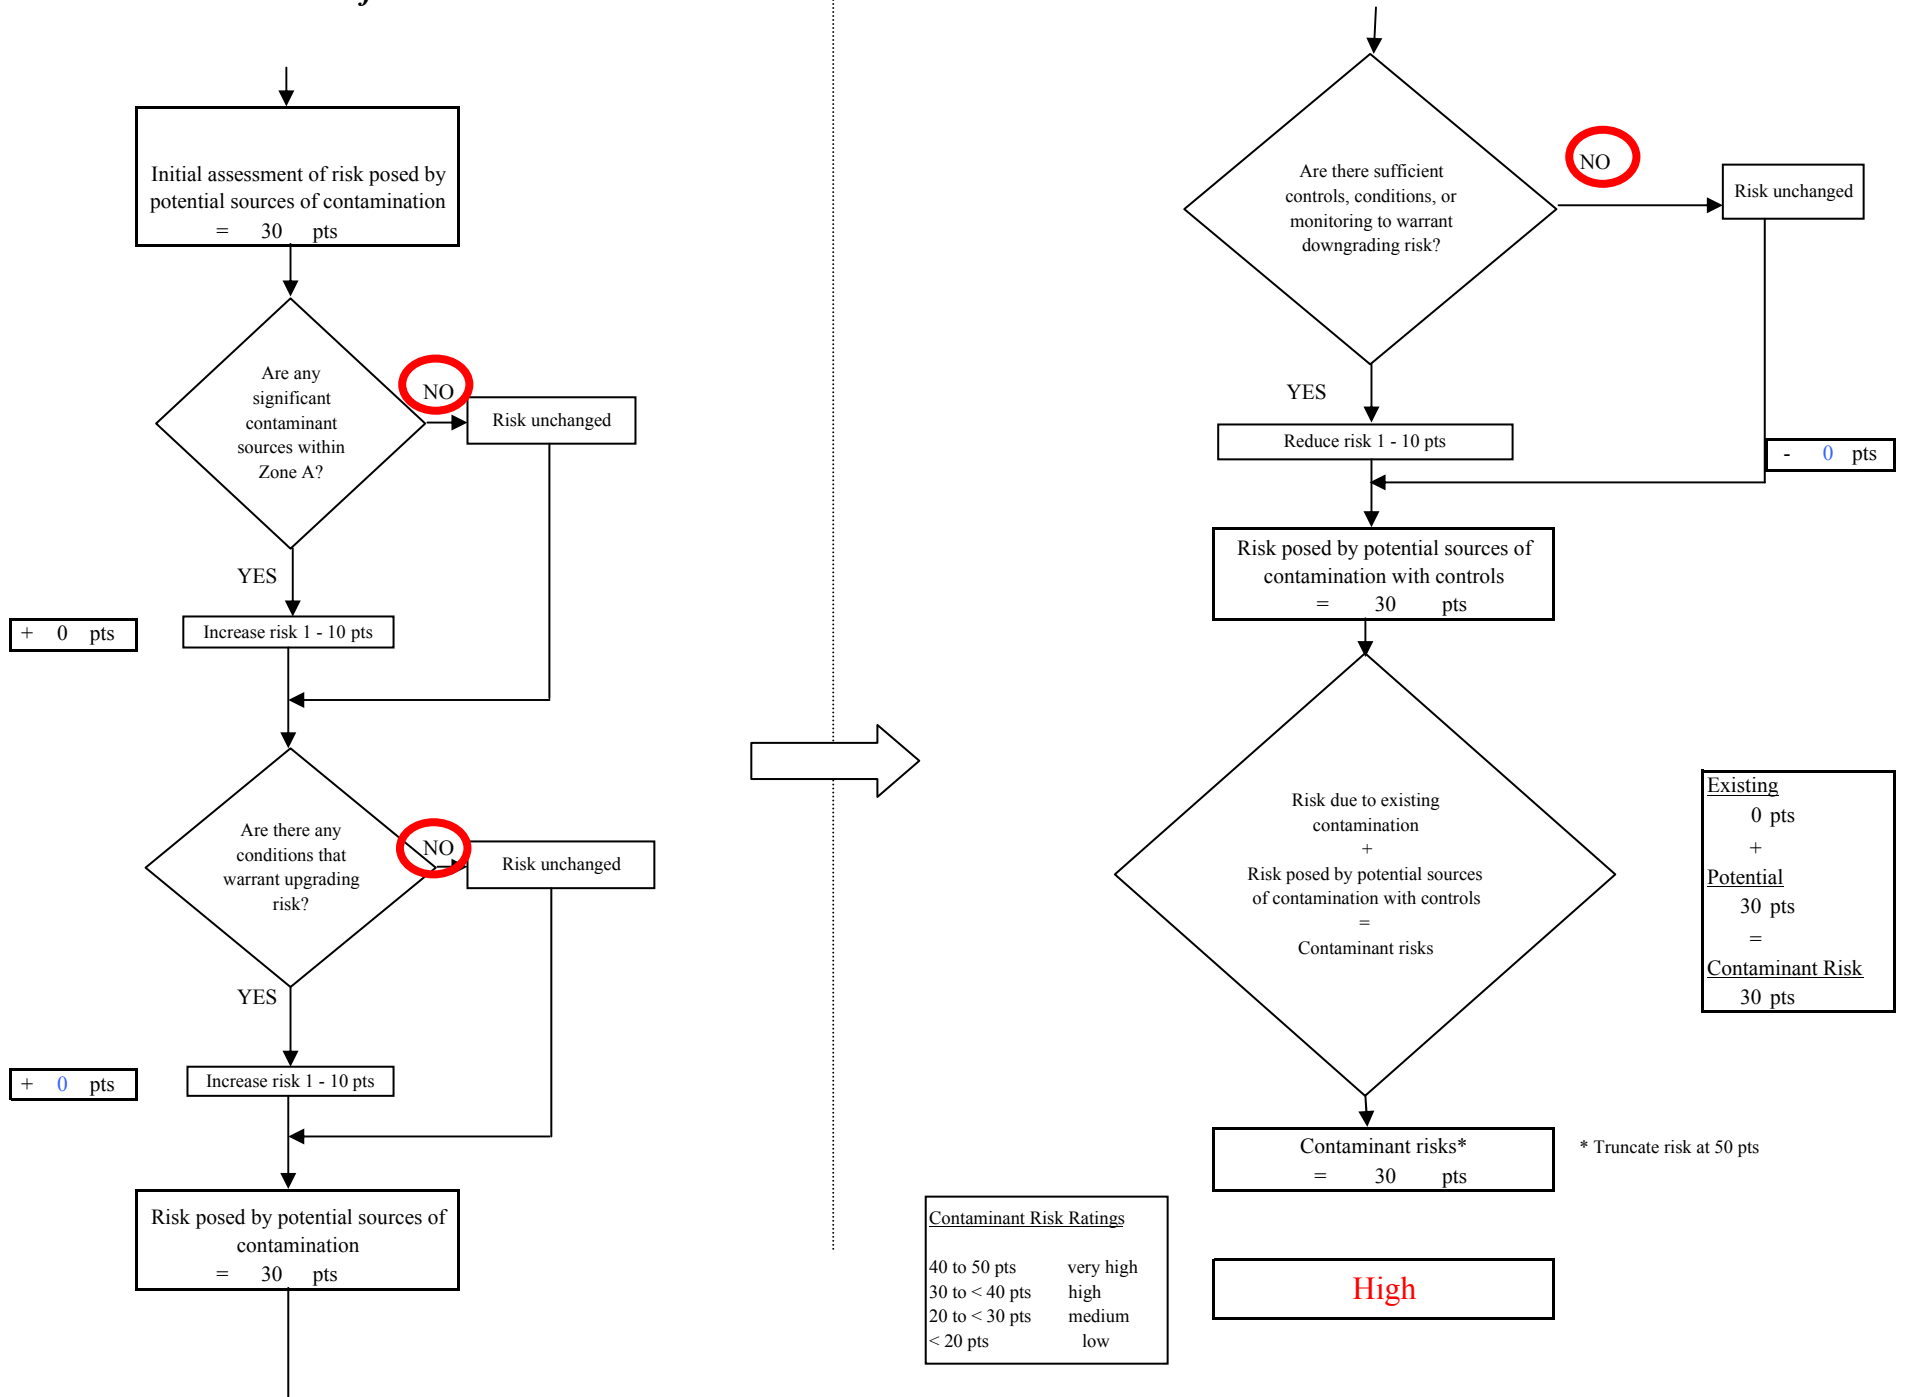 Initial assessment of risk posed by
potential sources of contamination
= 30 pts
Are any
significant
contaminant
sources within
Zone A?
NO
Risk unchanged
YES
+ 0 pts
Increase risk 1 - 10 pts
Are there any
conditions that
warrant upgrading
risk?
NO
Risk unchanged
YES
+ 0 pts
Increase risk 1 - 10 pts
Risk posed by potential sources of
contamination
= 30 pts
Are there sufficient
controls, conditions, or
monitoring to warrant
downgrading risk?
NO
Risk unchanged
YES
Reduce risk 1 - 10 pts
- 0 pts
Risk posed by potential sources of
contamination with controls
= 30 pts
Risk due to existing
contamination
+
Risk posed by potential sources
of contamination with controls
=
Contaminant risks
Existing
0 pts
+
Potential
30 pts
=
Contaminant Risk
30 pts
Contaminant risks*
= 30 pts
* Truncate risk at 50 pts
Contaminant Risk Ratings
40 to 50 pts very high
30 to < 40 pts high
20 to < 30 pts medium
< 20 pts low
High